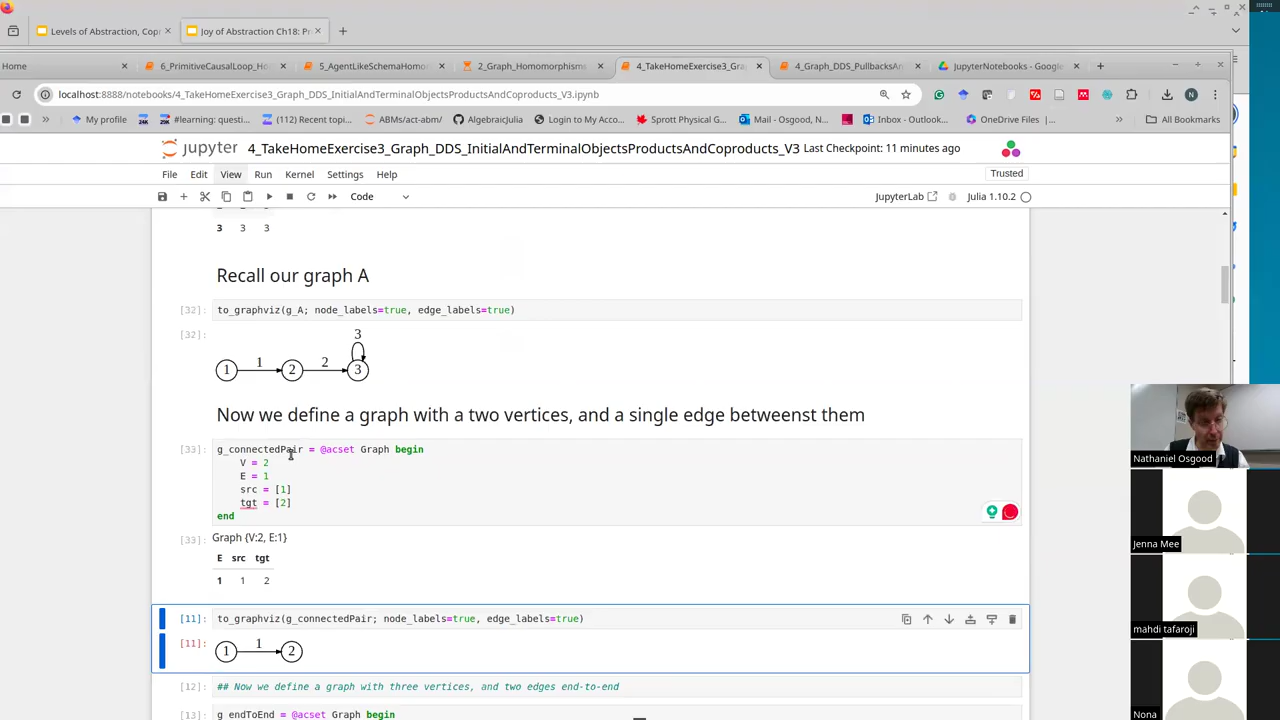 Levels of Abstraction, Cop
Joy of Abstraction Ch18: Pr
Home
6_PrimitiveCausalLoop_Ho
5_AgentLikeSchemaHomor
2_Graph_Homomorphisms
4_TakeHomeExercise3_Gra
4_Graph_DDS_PullbacksAn
JupyterNotebooks - Google
localhost:8888/notebooks/4_TakeHomeExercise3_Graph_DDS_InitialAndTerminalObjectsProductsAndCoproducts_V3.ipynb
My profile
#learning: questi...
(112) Recent topi...
ABMs/act-abm/
AlgebraicJulia
Login to My Acco...
Sprott Physical G...
Mail - Osgood, N...
Inbox - Outlook...
OneDrive Files (...
All Bookmarks
jupyter 4_TakeHomeExercise3_Graph_DDS_InitialAndTerminalObjectsProductsAndCoproducts_V3 Last Checkpoint: 11 minutes ago
File Edit View Run Kernel Settings Help
Trusted
Code
JupyterLab
Julia 1.10.2
3 3 3
Recall our graph A
[32]: to_graphviz(g_A; node_labels=true, edge_labels=true)
[32]:
3
1 2
1 2 3
Now we define a graph with a two vertices, and a single edge betweenst them
[33]: g_connectedPair = @acset Graph begin
V = 2
E = 1
src = [1]
tgt = [2]
end
[33]: Graph {V:2, E:1}
E src tgt
1 1 2
[11]: to_graphviz(g_connectedPair; node_labels=true, edge_labels=true)
[11]:
1
1 2
[12]: ## Now we define a graph with three vertices, and two edges end-to-end
[13]: g_endToEnd = @acset Graph begin
Nathaniel Osgood
Jenna Mee
mahdi tafaroji
Nona